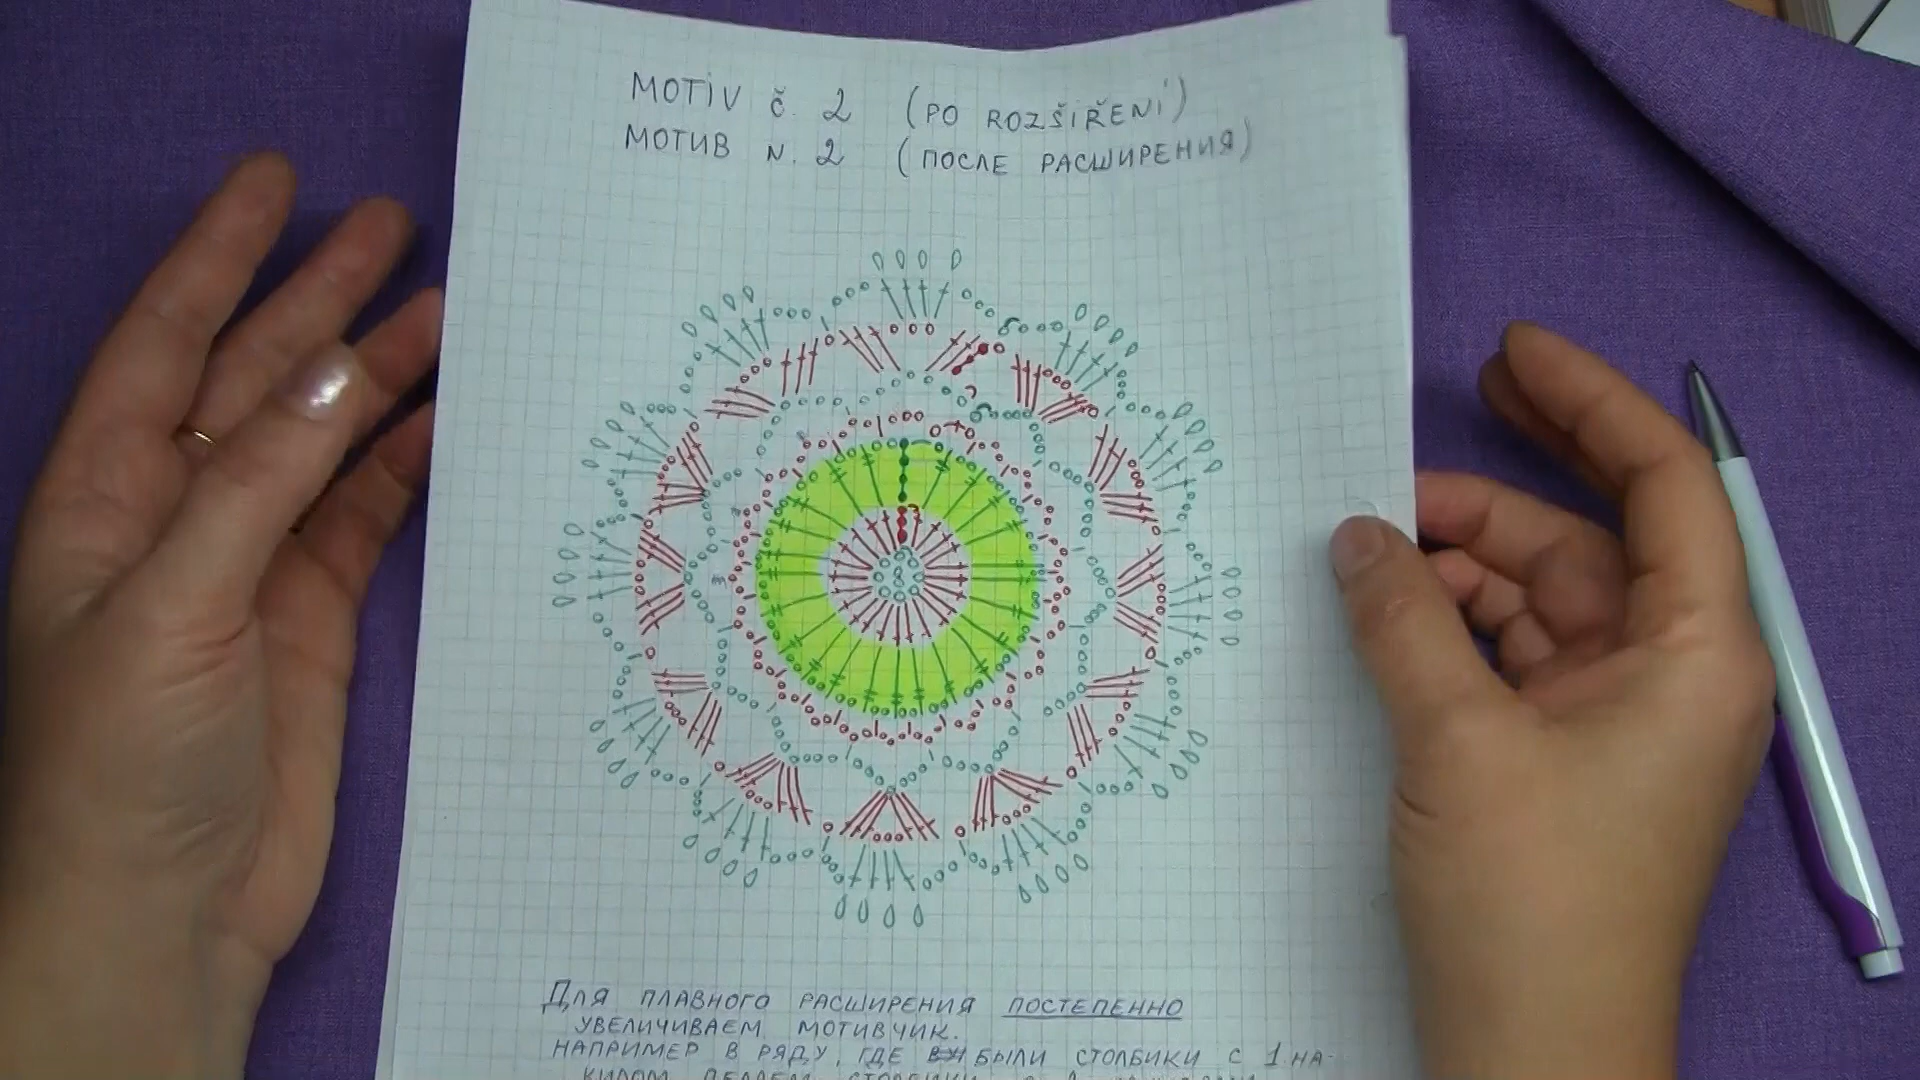 MOTIV č. 2 (PO ROZŠíŘENí)
МОТИВ N. 2 (ПОСЛЕ РАСШИРЕНИЯ)
ДЛЯ ПЛАВНОГО РАСШИРЕНИЯ ПОСТЕПЕННО
УВЕЛИЧИВАЕМ МОТИВЧИК.
НАПРИМЕР В РЯДУ, ГДЕ БЫЛИ СТОЛБИКИ С 1 НА-